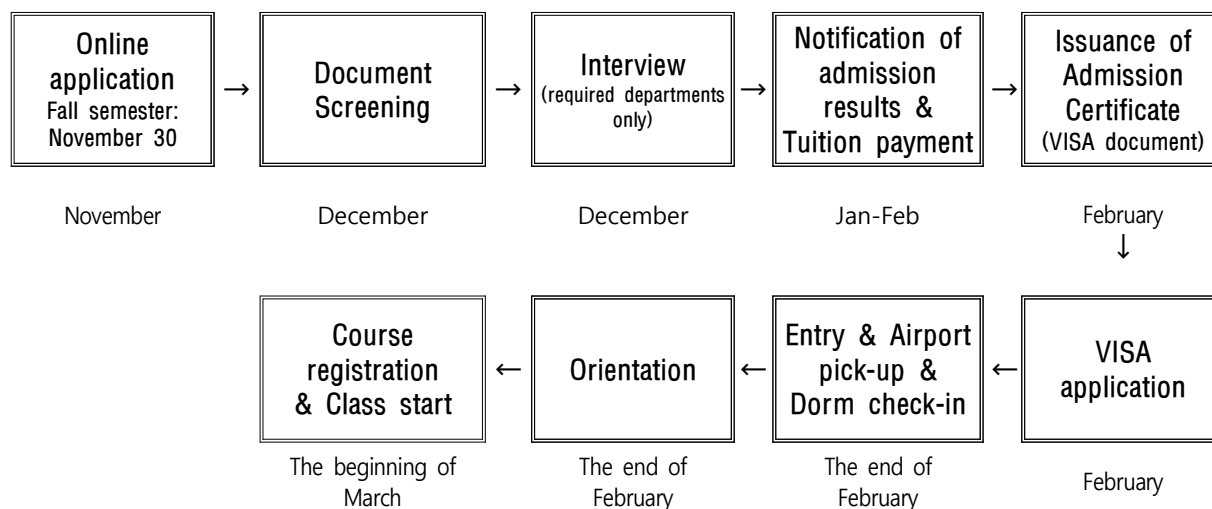 Online
application
Fall semester:
November 30
→
Document
Screening
→
Interview
(required departments
only)
→
Notification of
admission
results &
Tuition payment
→
Issuance of
Admission
Certificate
(VISA document)
November
December
December
Jan-Feb
February
↓
VISA
application
←
Entry & Airport
pick-up &
Dorm check-in
←
Orientation
←
Course
registration
& Class start
February
The end of
February
The end of
February
The beginning of
March